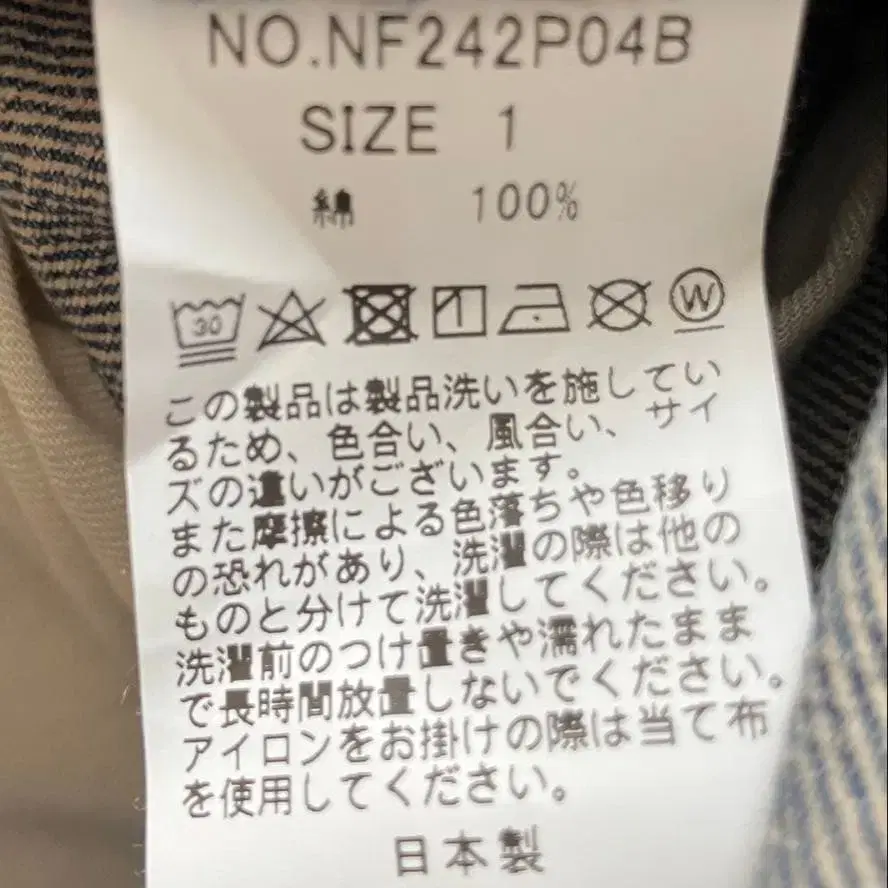 NO.NF242P04B
SIZE 1
綿 100%
30 W
この製品は製品洗いを施してい
るため、色合い、風合い、サイ
ズの違いがございます。
また摩擦による色落ちや色移り
の恐れがあり、洗濯の際は他の
ものと分けて洗濯してください。
洗濯前のつけ置きや濡れたまま
で長時間放置しないでください。
アイロンをお掛けの際は当て布
を使用してください。
日本製